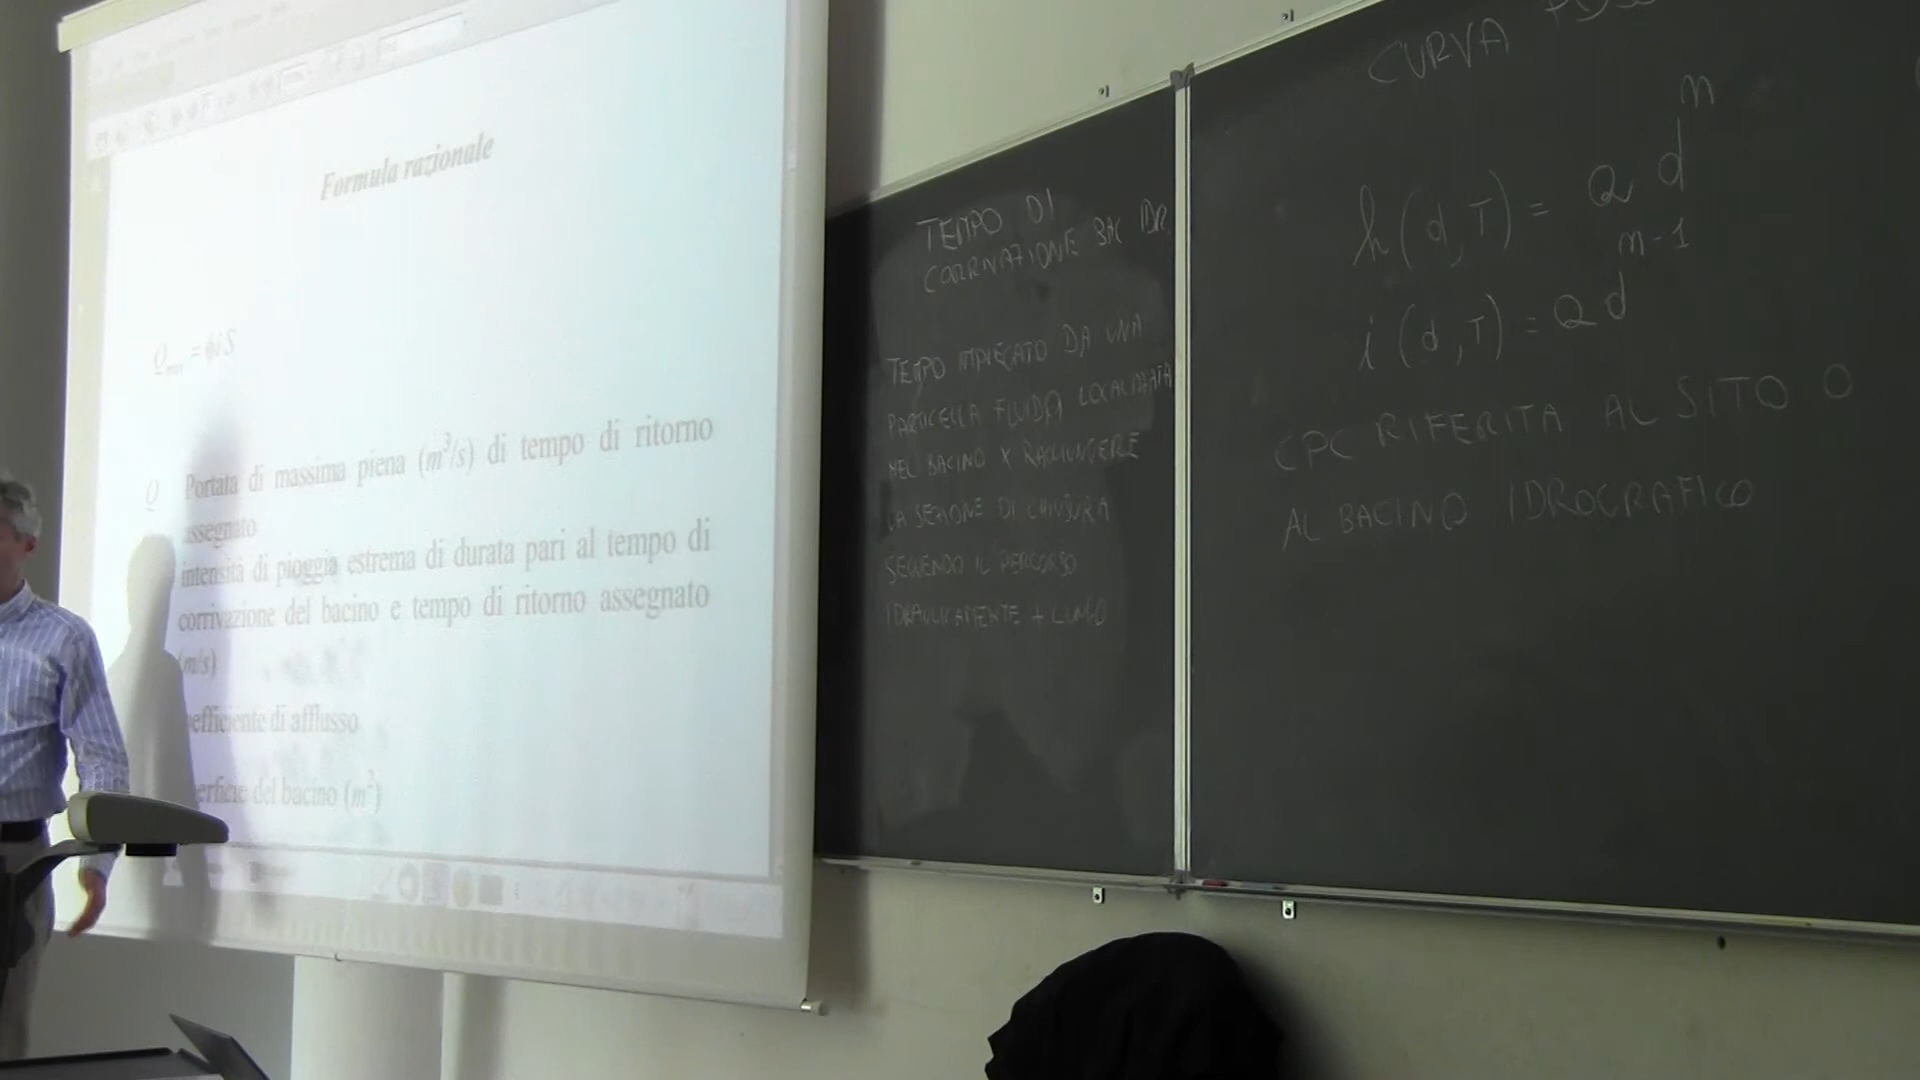 Formula razionale
Q max = ϕ i S
Q Portata di massima piena (m³/s) di tempo di ritorno
assegnato
intensità di pioggia estrema di durata pari al tempo di
corrivazione del bacino e tempo di ritorno assegnato
(m/s)
efficiente di afflusso
erficie del bacino (m²)
TEMPO DI
CORRIVAZIONE BAC IDR.
TEMPO IMPIEGATO DA UNA
PARTICELLA FLUIDA LOCALIZZATA
NEL BACINO X RAGGIUNGERE
LA SEZIONE DI CHIUSURA
SEGUENDO IL PERCORSO
IDRAULICAMENTE + LUNGO
CURVA
h(d,T) = a d^n
i(d,T) = a d^n-1
CPC RIFERITA AL SITO O
AL BACINO IDROGRAFICO